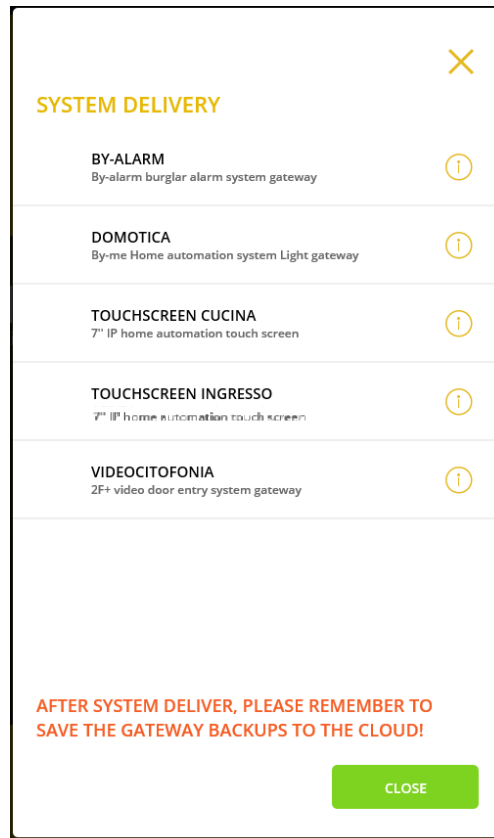 SYSTEM DELIVERY
BY-ALARM
By-alarm burglar alarm system gateway
DOMOTICA
By-me Home automation system Light gateway
TOUCHSCREEN CUCINA
7" IP home automation touch screen
TOUCHSCREEN INGRESSO
7" IP home automation touch screen
VIDEOCITOFONIA
2F+ video door entry system gateway
AFTER SYSTEM DELIVER, PLEASE REMEMBER TO
SAVE THE GATEWAY BACKUPS TO THE CLOUD!
CLOSE